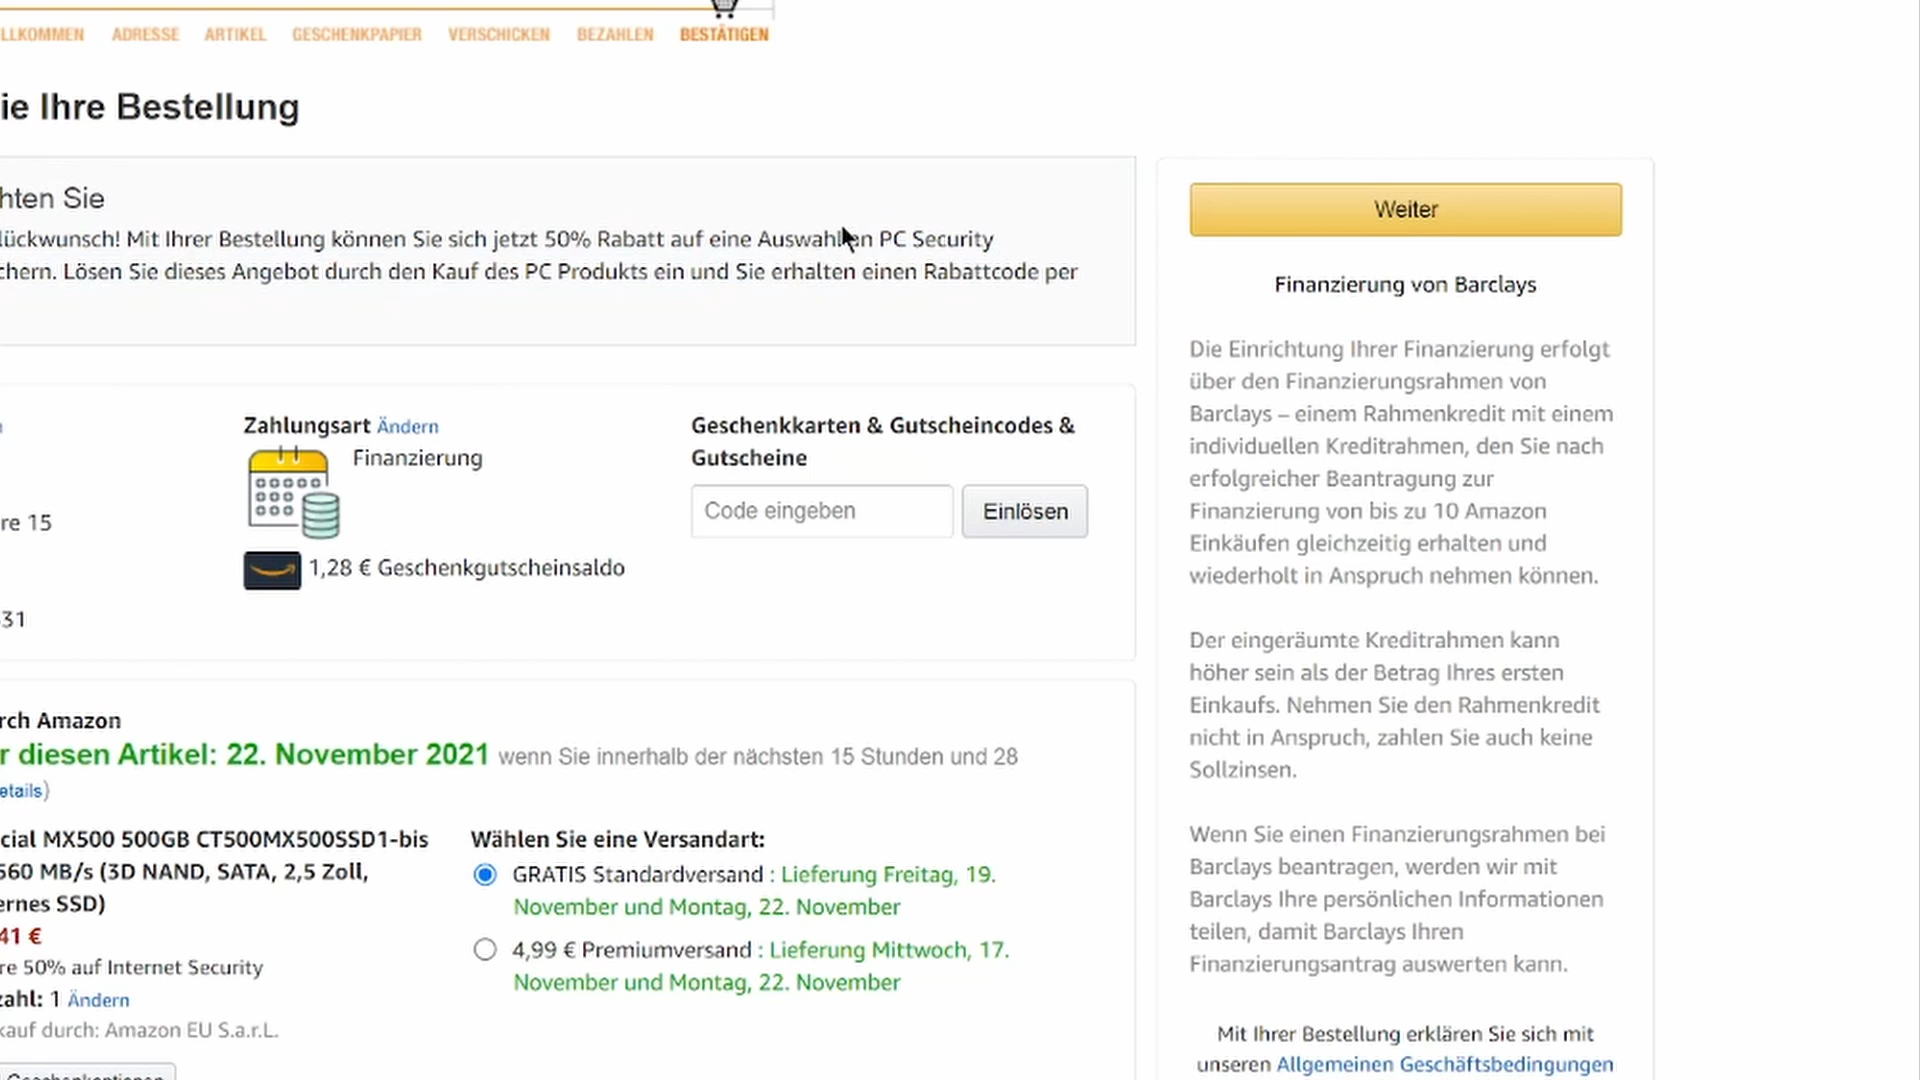 LLKOMMEN ADRESSE ARTIKEL GESCHENKPAPIER VERSCHICKEN BEZAHLEN BESTÄTIGEN
ie Ihre Bestellung
hten Sie
lückwunsch! Mit Ihrer Bestellung können Sie sich jetzt 50% Rabatt auf eine Auswahl an PC Security
chern. Lösen Sie dieses Angebot durch den Kauf des PC Produkts ein und Sie erhalten einen Rabattcode per
Weiter
Finanzierung von Barclays
Die Einrichtung Ihrer Finanzierung erfolgt
über den Finanzierungsrahmen von
Barclays – einem Rahmenkredit mit einem
individuellen Kreditrahmen, den Sie nach
erfolgreicher Beantragung zur
Finanzierung von bis zu 10 Amazon
Einkäufen gleichzeitig erhalten und
wiederholt in Anspruch nehmen können.
Der eingeräumte Kreditrahmen kann
höher sein als der Betrag Ihres ersten
Einkaufs. Nehmen Sie den Rahmenkredit
nicht in Anspruch, zahlen Sie auch keine
Sollzinsen.
Wenn Sie einen Finanzierungsrahmen bei
Barclays beantragen, werden wir mit
Barclays Ihre persönlichen Informationen
teilen, damit Barclays Ihren
Finanzierungsantrag auswerten kann.
Mit Ihrer Bestellung erklären Sie sich mit
unseren Allgemeinen Geschäftsbedingungen
Zahlungsart Ändern
Finanzierung
1,28 € Geschenkgutscheinsaldo
re 15
31
Geschenkkarten & Gutscheincodes &
Gutscheine
Code eingeben
Einlösen
rch Amazon
r diesen Artikel: 22. November 2021 wenn Sie innerhalb der nächsten 15 Stunden und 28
etails)
cial MX500 500GB CT500MX500SSD1-bis
560 MB/s (3D NAND, SATA, 2,5 Zoll,
ernes SSD)
41 €
re 50% auf Internet Security
zahl: 1 Ändern
kauf durch: Amazon EU S.a.r.L.
Geschenkoptionen
Wählen Sie eine Versandart:
GRATIS Standardversand : Lieferung Freitag, 19.
November und Montag, 22. November
4,99 € Premiumversand : Lieferung Mittwoch, 17.
November und Montag, 22. November